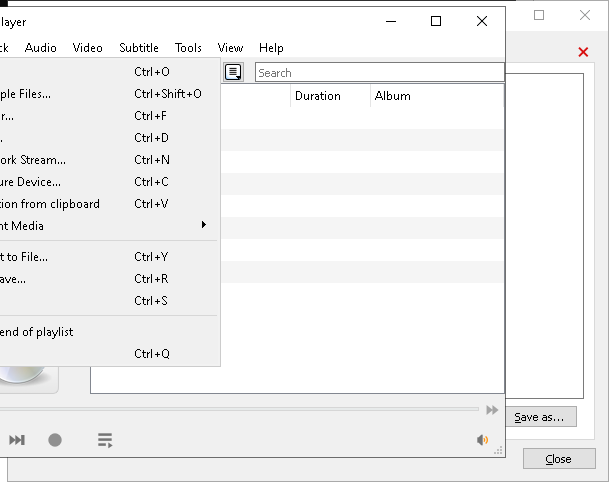 layer
ck Audio Video Subtitle Tools View Help
Ctrl+O
Search
ple Files... Ctrl+Shift+O
Duration Album
r... Ctrl+F
. Ctrl+D
ork Stream... Ctrl+N
ure Device... Ctrl+C
tion from clipboard Ctrl+V
nt Media
t to File... Ctrl+Y
ave... Ctrl+R
Ctrl+S
end of playlist
Ctrl+Q
Save as...
Close